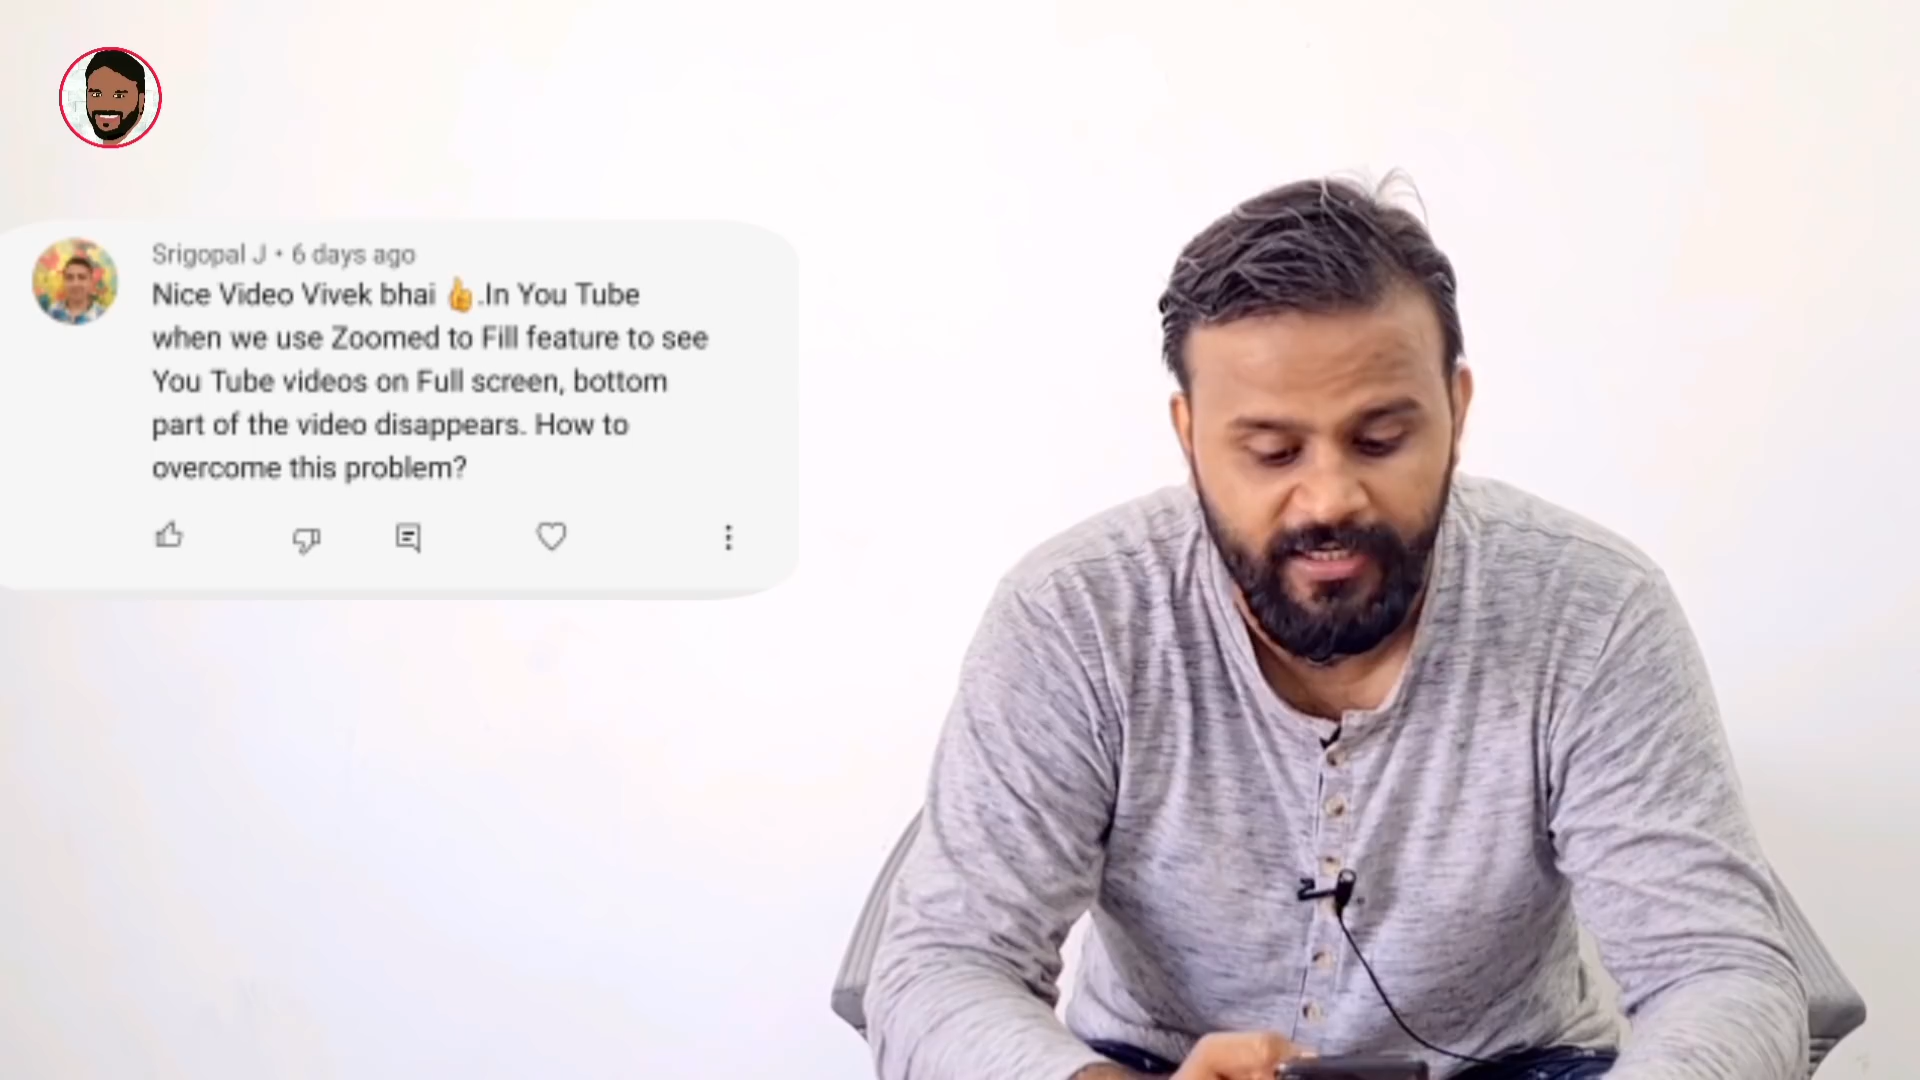 Srigopal J • 6 days ago
Nice Video Vivek bhai 👍.In You Tube
when we use Zoomed to Fill feature to see
You Tube videos on Full screen, bottom
part of the video disappears. How to
overcome this problem?